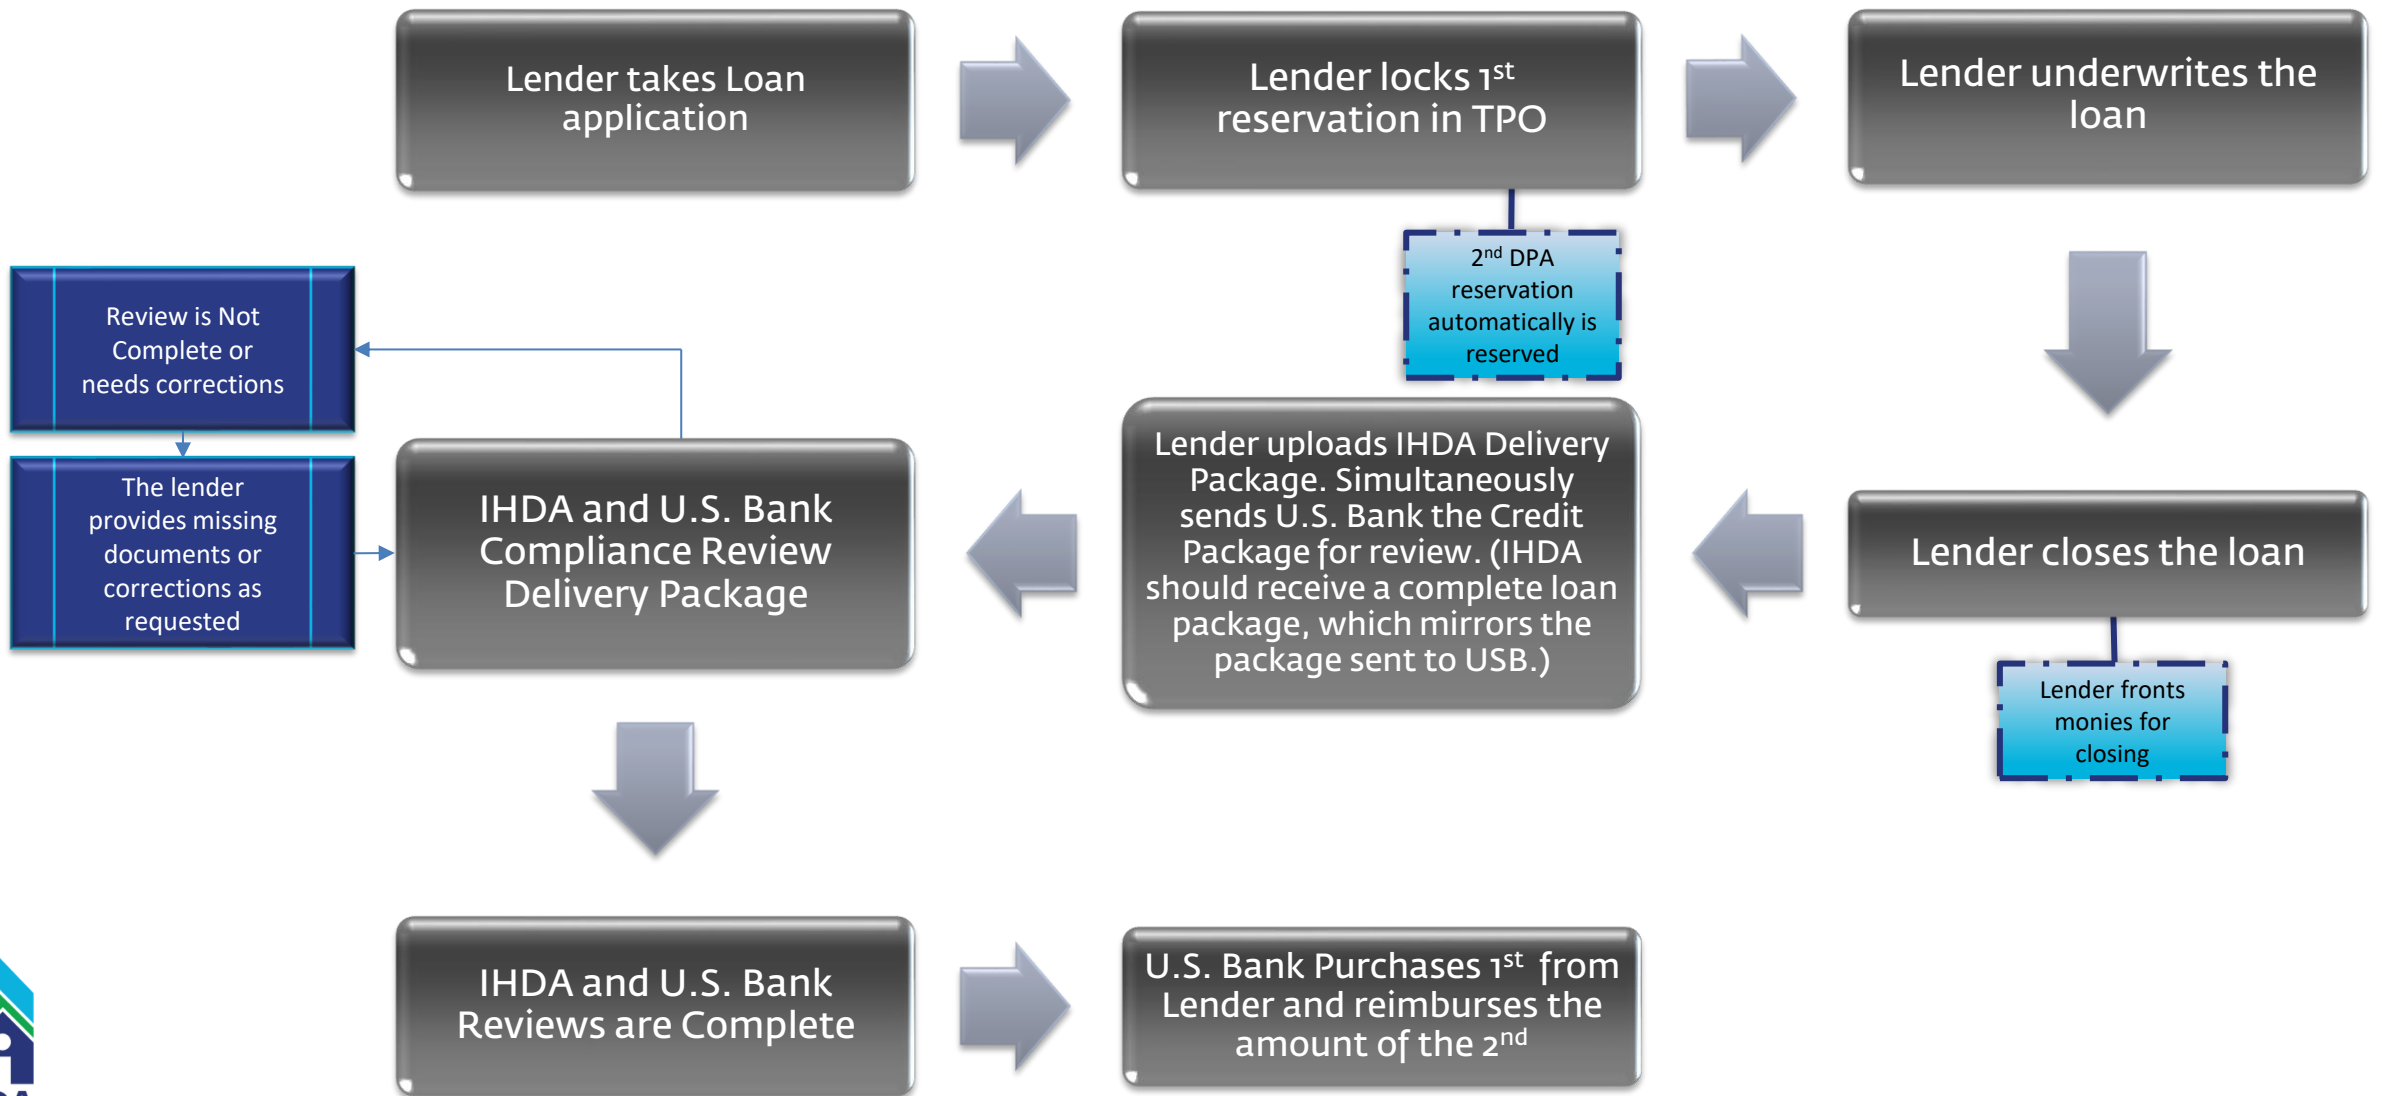 Lender takes Loan
application
Lender locks 1st
reservation in TPO
Lender underwrites the
loan
2nd DPA
reservation
automatically is
reserved
Review is Not
Complete or
needs corrections
The lender
provides missing
documents or
corrections as
requested
IHDA and U.S. Bank
Compliance Review
Delivery Package
Lender uploads IHDA Delivery
Package. Simultaneously
sends U.S. Bank the Credit
Package for review. (IHDA
should receive a complete loan
package, which mirrors the
package sent to USB.)
Lender closes the loan
Lender fronts
monies for
closing
IHDA and U.S. Bank
Reviews are Complete
U.S. Bank Purchases 1st from
Lender and reimburses the
amount of the 2nd